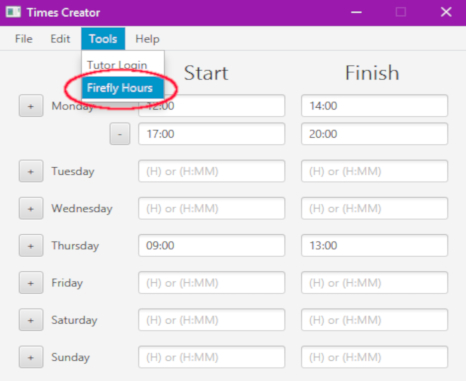 Times Creator
File Edit Tools Help
Tutor Login
Firefly Hours
Start Finish
+ Monday 12:00 14:00
- 17:00 20:00
+ Tuesday (H) or (H:MM) (H) or (H:MM)
+ Wednesday (H) or (H:MM) (H) or (H:MM)
+ Thursday 09:00 13:00
+ Friday (H) or (H:MM) (H) or (H:MM)
+ Saturday (H) or (H:MM) (H) or (H:MM)
+ Sunday (H) or (H:MM) (H) or (H:MM)